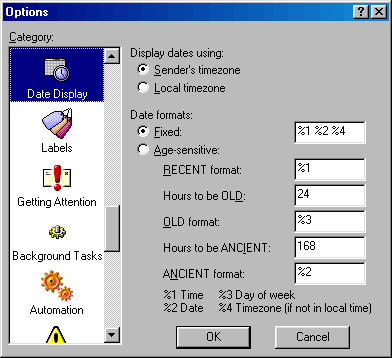 Options
Category:
Date Display
Labels
Getting Attention
Background Tasks
Automation
Display dates using:
Sender's timezone
Local timezone
Date formats:
Fixed: %1 %2 %4
Age-sensitive:
RECENT format: %1
Hours to be OLD: 24
OLD format: %3
Hours to be ANCIENT: 168
ANCIENT format: %2
%1 Time %3 Day of week
%2 Date %4 Timezone (if not in local time)
OK Cancel